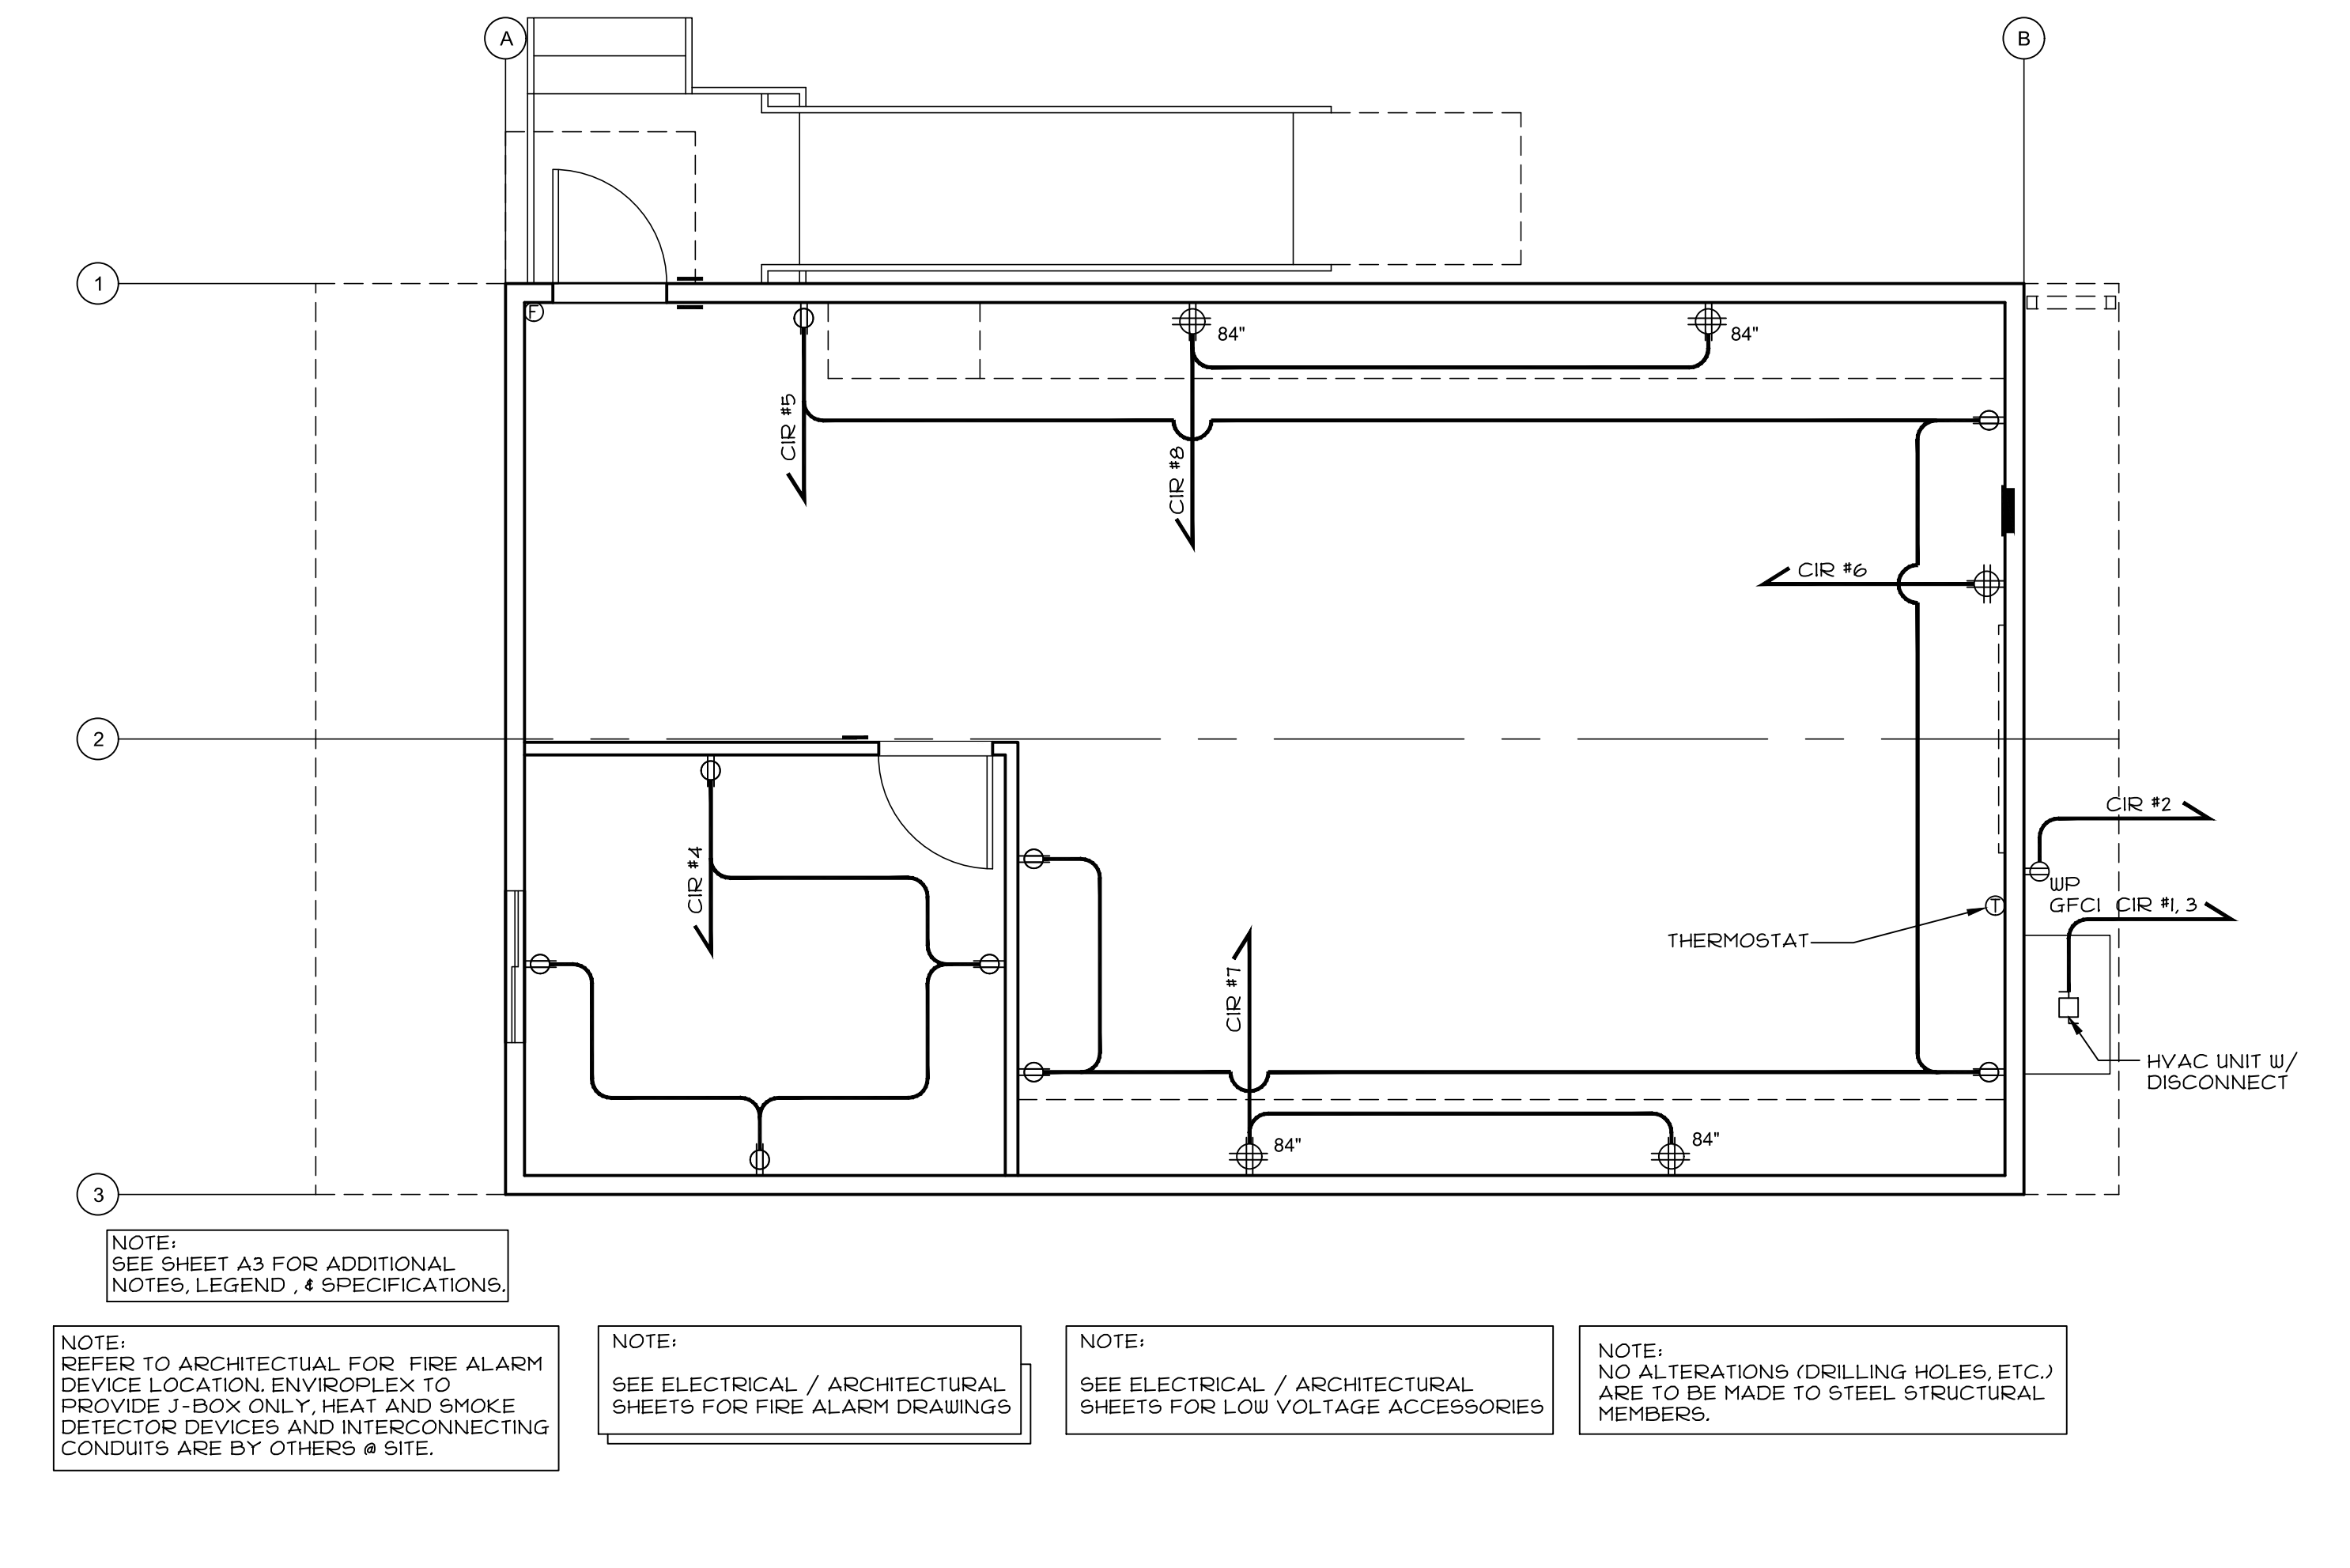 A
B
1
F
84"
84"
CIR #5
CIR #8
CIR #6
2
CIR #2
CIR #4
WP
GFCI CIR #1, 3
THERMOSTAT
T
CIR #7
HVAC UNIT W/
DISCONNECT
84"
84"
3
NOTE:
SEE SHEET A3 FOR ADDITIONAL
NOTES, LEGEND , & SPECIFICATIONS.
NOTE:
REFER TO ARCHITECTUAL FOR FIRE ALARM
DEVICE LOCATION. ENVIROPLEX TO
PROVIDE J-BOX ONLY, HEAT AND SMOKE
DETECTOR DEVICES AND INTERCONNECTING
CONDUITS ARE BY OTHERS @ SITE.
NOTE:
SEE ELECTRICAL / ARCHITECTURAL
SHEETS FOR FIRE ALARM DRAWINGS
NOTE:
SEE ELECTRICAL / ARCHITECTURAL
SHEETS FOR LOW VOLTAGE ACCESSORIES
NOTE:
NO ALTERATIONS (DRILLING HOLES, ETC.)
ARE TO BE MADE TO STEEL STRUCTURAL
MEMBERS.